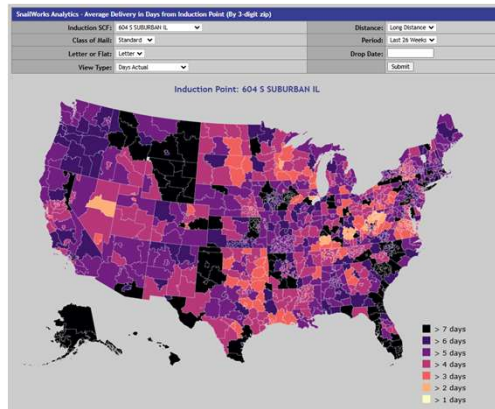 SnailWorks Analytics - Average Delivery in Days from Injection Point (By 3-digit zip)
Induction SCF: 604 S SUBURBAN IL Distance: Long Distance
Class of Mail: Standard Period: Last 26 Weeks
Letter or Flat: Letter Drop Date:
View Type: Days Actual Submit
Induction Point: 604 S SUBURBAN IL
> 7 days
> 6 days
> 5 days
> 4 days
> 3 days
> 2 days
> 1 days